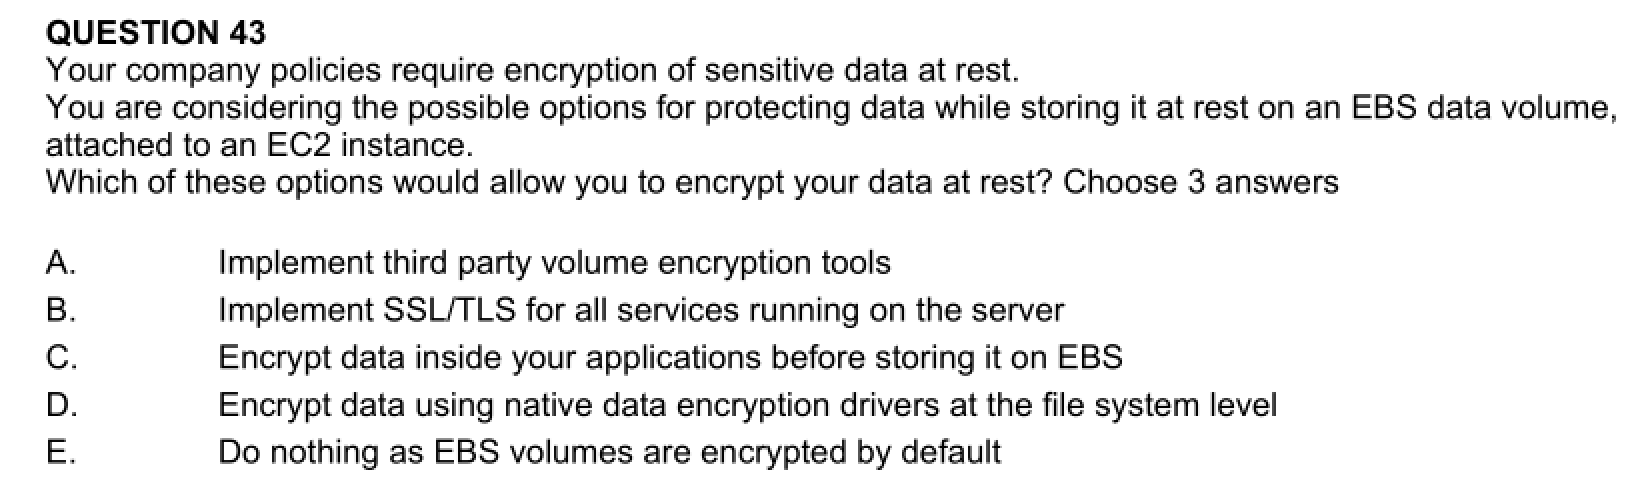 QUESTION 43
Your company policies require encryption of sensitive data at rest.
You are considering the possible options for protecting data while storing it at rest on an EBS data volume,
attached to an EC2 instance.
Which of these options would allow you to encrypt your data at rest? Choose 3 answers
A. Implement third party volume encryption tools
B. Implement SSL/TLS for all services running on the server
C. Encrypt data inside your applications before storing it on EBS
D. Encrypt data using native data encryption drivers at the file system level
E. Do nothing as EBS volumes are encrypted by default